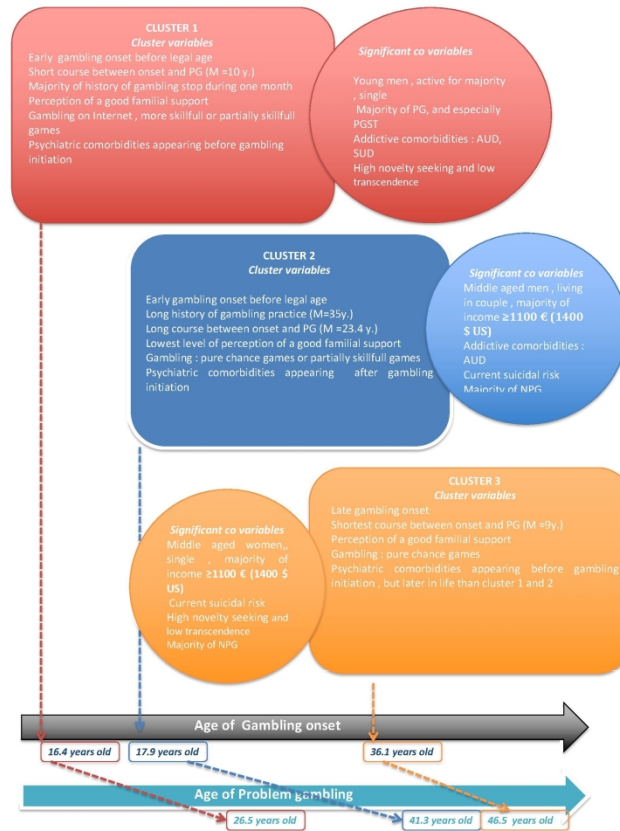 CLUSTER 1
Cluster variables
Early gambling onset before legal age
Short course between onset and PG (M =10 y.)
Majority of history of gambling stop during one month
Perception of a good familial support
Gambling on Internet , more skillfull or partially skillfull
games
Psychiatric comorbidities appearing before gambling
initiation
Significant co variables
Young men , active for majority
, single
Majority of PG, and especially
PGST
Addictive comorbidities : AUD,
SUD
High novelty seeking and low
transcendence
CLUSTER 2
Cluster variables
Early gambling onset before legal age
Long history of gambling practice (M=35y.)
Long course between onset and PG (M =23.4 y.)
Lowest level of perception of a good familial support
Gambling : pure chance games or partially skillfull games
Psychiatric comorbidities appearing after gambling
initiation
Significant co variables
Middle aged men , living
in couple , majority of
income ≥1100 € (1400
$ US)
Addictive comorbidities :
AUD
Current suicidal risk
Majority of NPG
CLUSTER 3
Cluster variables
Late gambling onset
Shortest course between onset and PG (M =9y.)
Perception of a good familial support
Gambling : pure chance games
Psychiatric comorbidities appearing before gambling
initiation , but later in life than cluster 1 and 2
Significant co variables
Middle aged women,,
single , majority of
income ≥1100 € (1400 $
US)
Current suicidal risk
High novelty seeking and
low transcendence
Majority of NPG
Age of Gambling onset
16.4 years old
17.9 years old
36.1 years old
Age of Problem gambling
26.5 years old
41.3 years old
46.5 years old